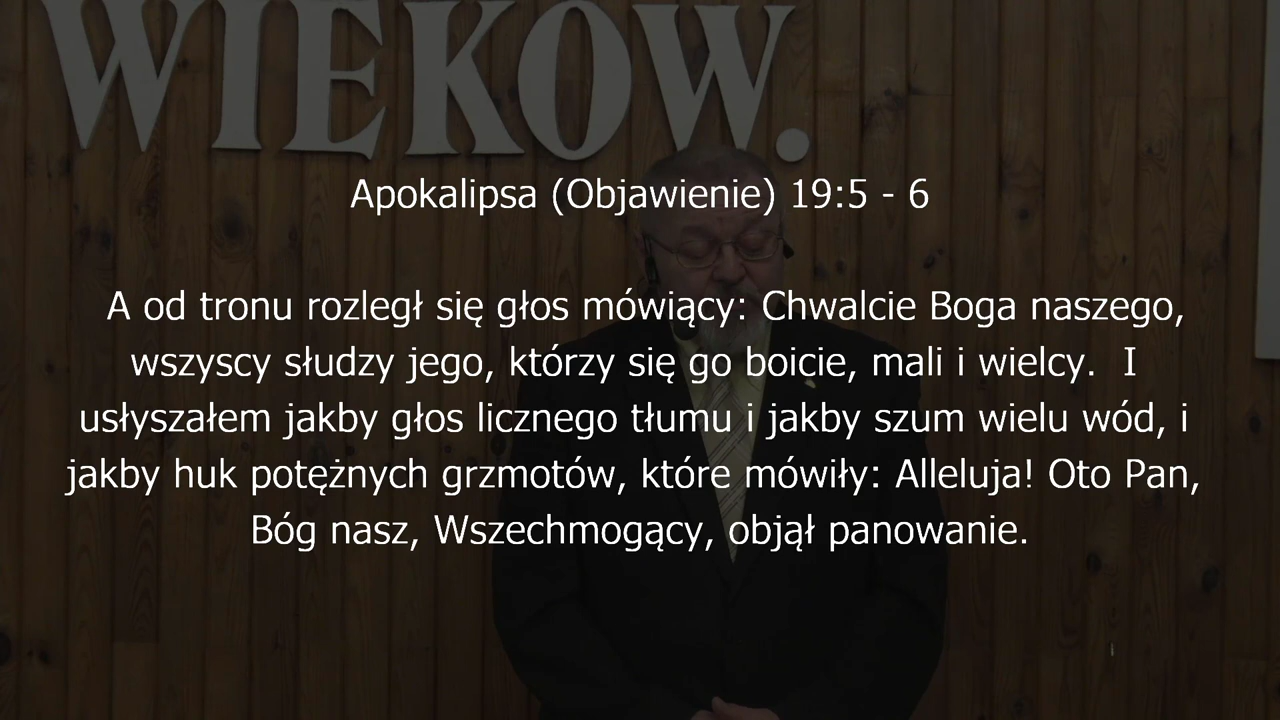 WIEKÓW.
Apokalipsa (Objawienie) 19:5 - 6
A od tronu rozległ się głos mówiący: Chwalcie Boga naszego,
wszyscy słudzy jego, którzy się go boicie, mali i wielcy.  I
usłyszałem jakby głos licznego tłumu i jakby szum wielu wód, i
jakby huk potężnych grzmotów, które mówiły: Alleluja! Oto Pan,
Bóg nasz, Wszechmogący, objął panowanie.